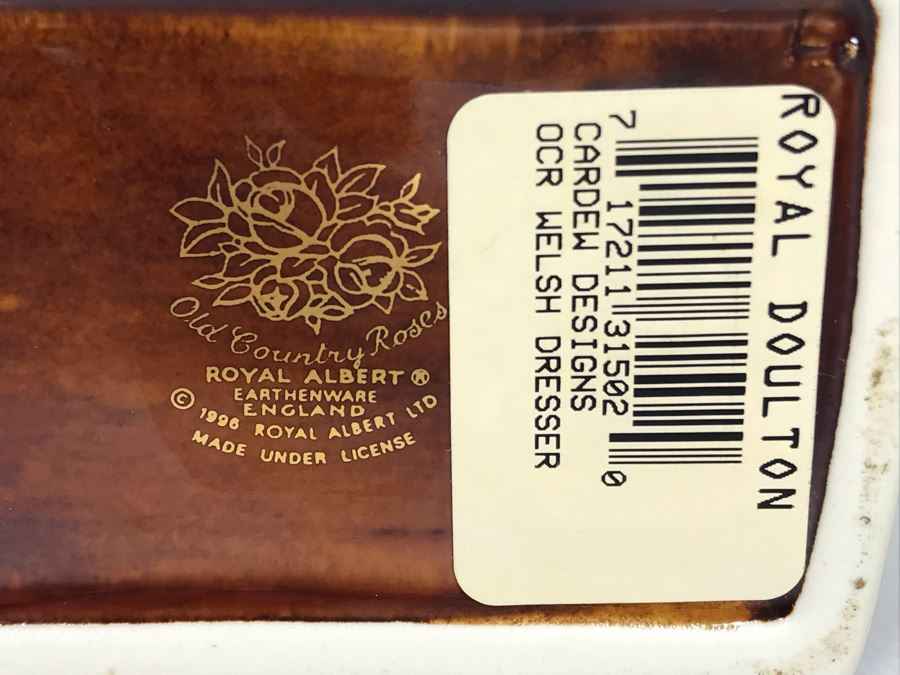 Old Country Roses
ROYAL ALBERT ®
EARTHENWARE
ENGLAND
© 1996 ROYAL ALBERT LTD
MADE UNDER LICENSE
ROYAL DOULTON
7 17211 31502 0
CARDEW DESIGNS
OCR WELSH DRESSER